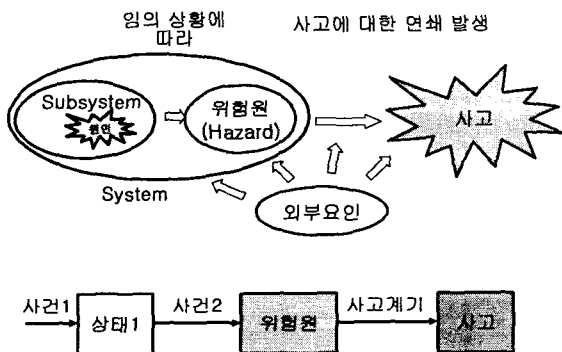 임의 상황에
따라
사고에 대한 연쇄 발생
Subsystem
원인
위험원
(Hazard)
사고
System
외부요인
사건1
상태1
사건2
위험원
사고계기
사고